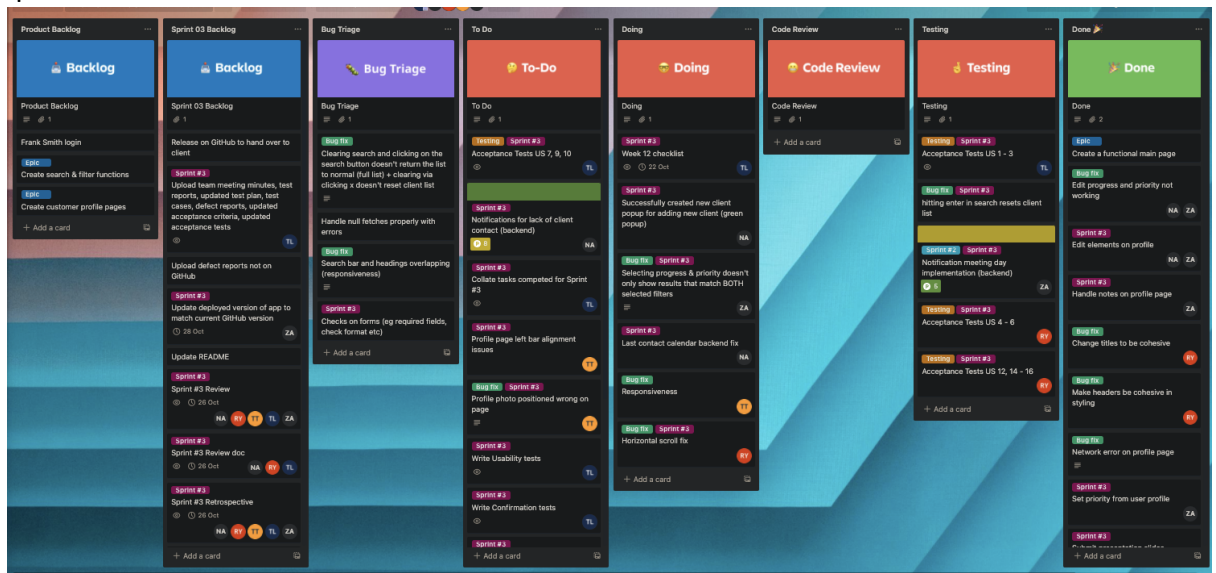 Product Backlog
Backlog
Product Backlog
1
Frank Smith login
Epic
Create search & filter functions
Epic
Create customer profile pages
+ Add a card
Sprint 03 Backlog
Backlog
Sprint 03 Backlog
1
Release on GitHub to hand over to
client
Sprint #3
Upload team meeting minutes, test
reports, updated test plan, test
cases, defect reports, updated
acceptance criteria, updated
acceptance tests
TL
Upload defect reports not on
GitHub
Sprint #3
Update deployed version of app to
match current GitHub version
28 Oct
ZA
Update README
Sprint #3
Sprint #3 Review
26 Oct
NA RY TT TL ZA
Sprint #3
Sprint #3 Review doc
26 Oct
NA RY TL
Sprint #3
Sprint #3 Retrospective
26 Oct
NA RY TT TL ZA
+ Add a card
Bug Triage
Bug Triage
Bug Triage
1
Bug fix
Clearing search and clicking on the
search button doesn't return the list
to normal (full list) + clearing via
clicking x doesn't reset client list
Handle null fetches properly with
errors
Bug fix
Search bar and headings overlapping
(responsiveness)
Sprint #3
Checks on forms (eg required fields,
check format etc)
+ Add a card
To Do
To-Do
To Do
1
Testing Sprint #3
Acceptance Tests US 7, 9, 10
TL
Sprint #3
Notifications for lack of client
contact (backend)
P 8
NA
Sprint #3
Collate tasks competed for Sprint
#3
TL
Sprint #3
Profile page left bar alignment
issues
TT
Bug fix Sprint #3
Profile photo positioned wrong on
page
TT
Sprint #3
Write Usability tests
TL
Sprint #3
Write Confirmation tests
TL
Sprint #3
+ Add a card
Doing
Doing
Doing
1
Sprint #3
Week 12 checklist
22 Oct
TL
Sprint #3
Successfully created new client
popup for adding new client (green
popup)
NA
Bug fix Sprint #3
Selecting progress & priority doesn't
only show results that match BOTH
selected filters
ZA
Sprint #3
Last contact calendar backend fix
NA
Bug fix
Responsiveness
TT
Bug fix Sprint #3
Horizontal scroll fix
RY
+ Add a card
Code Review
Code Review
Code Review
1
+ Add a card
Testing
Testing
Testing
1
Testing Sprint #3
Acceptance Tests US 1 - 3
TL
Bug fix Sprint #3
hitting enter in search resets client
list
Sprint #2 Sprint #3
Notification meeting day
implementation (backend)
P 5
ZA
Testing Sprint #3
Acceptance Tests US 4 - 6
RY
Testing Sprint #3
Acceptance Tests US 12, 14 - 16
RY
+ Add a card
Done
Done
Done
2
Epic
Create a functional main page
Bug fix
Edit progress and priority not
working
NA ZA
Sprint #3
Edit elements on profile
NA ZA
Sprint #3
Handle notes on profile page
ZA
Bug fix
Change titles to be cohesive
RY
Bug fix
Make headers be cohesive in
styling
RY
Bug fix
Network error on profile page
Sprint #3
Set priority from user profile
ZA
Sprint #3
+ Add a card